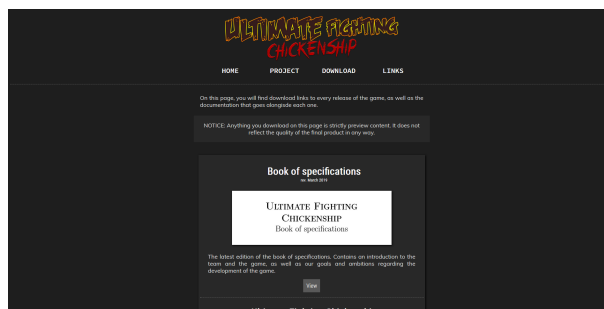 ULTIMATE FIGHTING
CHICKENSHIP
HOME PROJECT DOWNLOAD LINKS
On this page, you will find download links to every release of the game, as well as the
documentation that goes alongisde each one.
NOTICE: Anything you download on this page is strictly preview content. It does not
reflect the quality of the final product in any way.
Book of specifications
rev. March 2019
ULTIMATE FIGHTING
CHICKENSHIP
Book of specifications
The latest edition of the book of specifications. Contains an introduction to the
team and the game, as well as our goals and ambitions regarding the
development of the game.
View